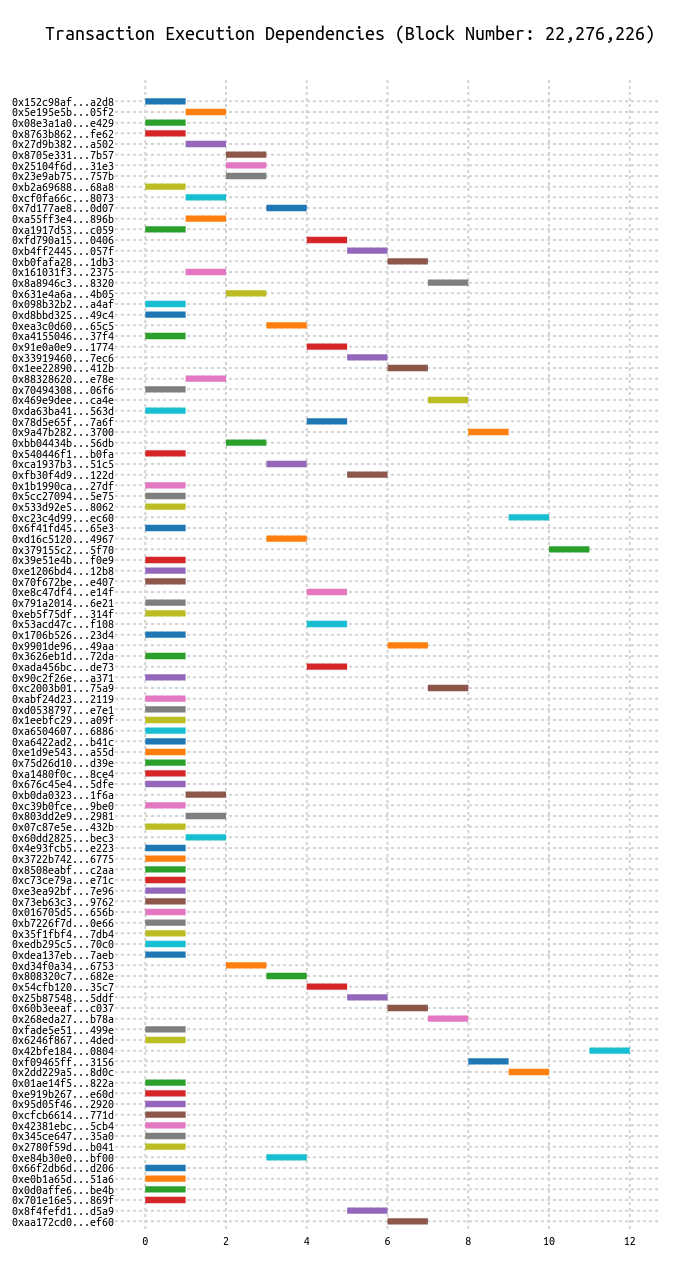 Transaction Execution Dependencies (Block Number: 22,276,226)
0x152c98af...a2d8
0x5e195e5b...05f2
0x08e3a1a0...e429
0x8763b862...fe62
0x27d9b382...a502
0x8705e331...7b57
0x25104f6d...31e3
0x23e9ab75...757b
0xb2a69688...68a8
0xcf0fa66c...8073
0x7d177ae8...0d07
0xa55ff3e4...896b
0xa1917d53...c059
0xfd790a15...0406
0xb4ff2445...057f
0xb0fafa28...1db3
0x161031f3...2375
0x8a8946c3...8320
0x631e4a6a...4b05
0x098b32b2...a4af
0xd8bbd325...49c4
0xea3c0d60...65c5
0xa4155046...37f4
0x91e0a0e9...1774
0x33919460...7ec6
0x1ee22890...412b
0x88328620...e78e
0x70494308...06f6
0x469e9dee...ca4e
0xda63ba41...563d
0x78d5e65f...7a6f
0x9a47b282...3700
0xbb04434b...56db
0x540446f1...b0fa
0xca1937b3...51c5
0xfb30f4d9...122d
0x1b1990ca...27df
0x5cc27094...5e75
0x533d92e5...8062
0xc23c4d99...ec60
0x6f41fd45...65e3
0xd16c5120...4967
0x379155c2...5f70
0x39e51e4b...f0e9
0xe1206bd4...12b8
0x70f672be...e407
0xe8c47df4...e14f
0x791a2014...6e21
0xeb5f75df...314f
0x53acd47c...f108
0x1706b526...23d4
0x9901de96...49aa
0x3626eb1d...72da
0xada456bc...de73
0x90c2f26e...a371
0xc2003b01...75a9
0xabf24d23...2119
0xd0538797...e7e1
0x1eebfc29...a09f
0xa6504607...6886
0xa6422ad2...b41c
0xe1d9e543...a55d
0x75d26d10...d39e
0xa1480f0c...8ce4
0x676c45e4...5dfe
0xb0da0323...1f6a
0xc39b0fce...9be0
0x803dd2e9...2981
0x07c87e5e...432b
0x60dd2825...bec3
0x4e93fcb5...e223
0x3722b742...6775
0x8508eabf...c2aa
0xc73ce79a...e71c
0xe3ea92bf...7e96
0x73eb63c3...9762
0x016705d5...656b
0xb7226f7d...0e66
0x35f1fbf4...7db4
0xedb295c5...70c0
0xdea137eb...7aeb
0xd34f0a34...6753
0x808320c7...682e
0x54cfb120...35c7
0x25b87548...5ddf
0x60b3eeaf...c037
0x268eda27...b78a
0xfade5e51...499e
0x6246f867...4ded
0x42bfe184...0804
0xf09465ff...3156
0x2dd229a5...8d0c
0x01ae14f5...822a
0xe919b267...e60d
0x95d05f46...2920
0xcfcb6614...771d
0x42381ebc...5cb4
0x345ce647...35a0
0x2780f59d...b041
0xe84b30e0...bf00
0x66f2db6d...d206
0xe0b1a65d...51a6
0x0d0affe6...be4b
0x701e16e5...869f
0x8f4fefd1...d5a9
0xaa172cd0...ef60
0 2 4 6 8 10 12